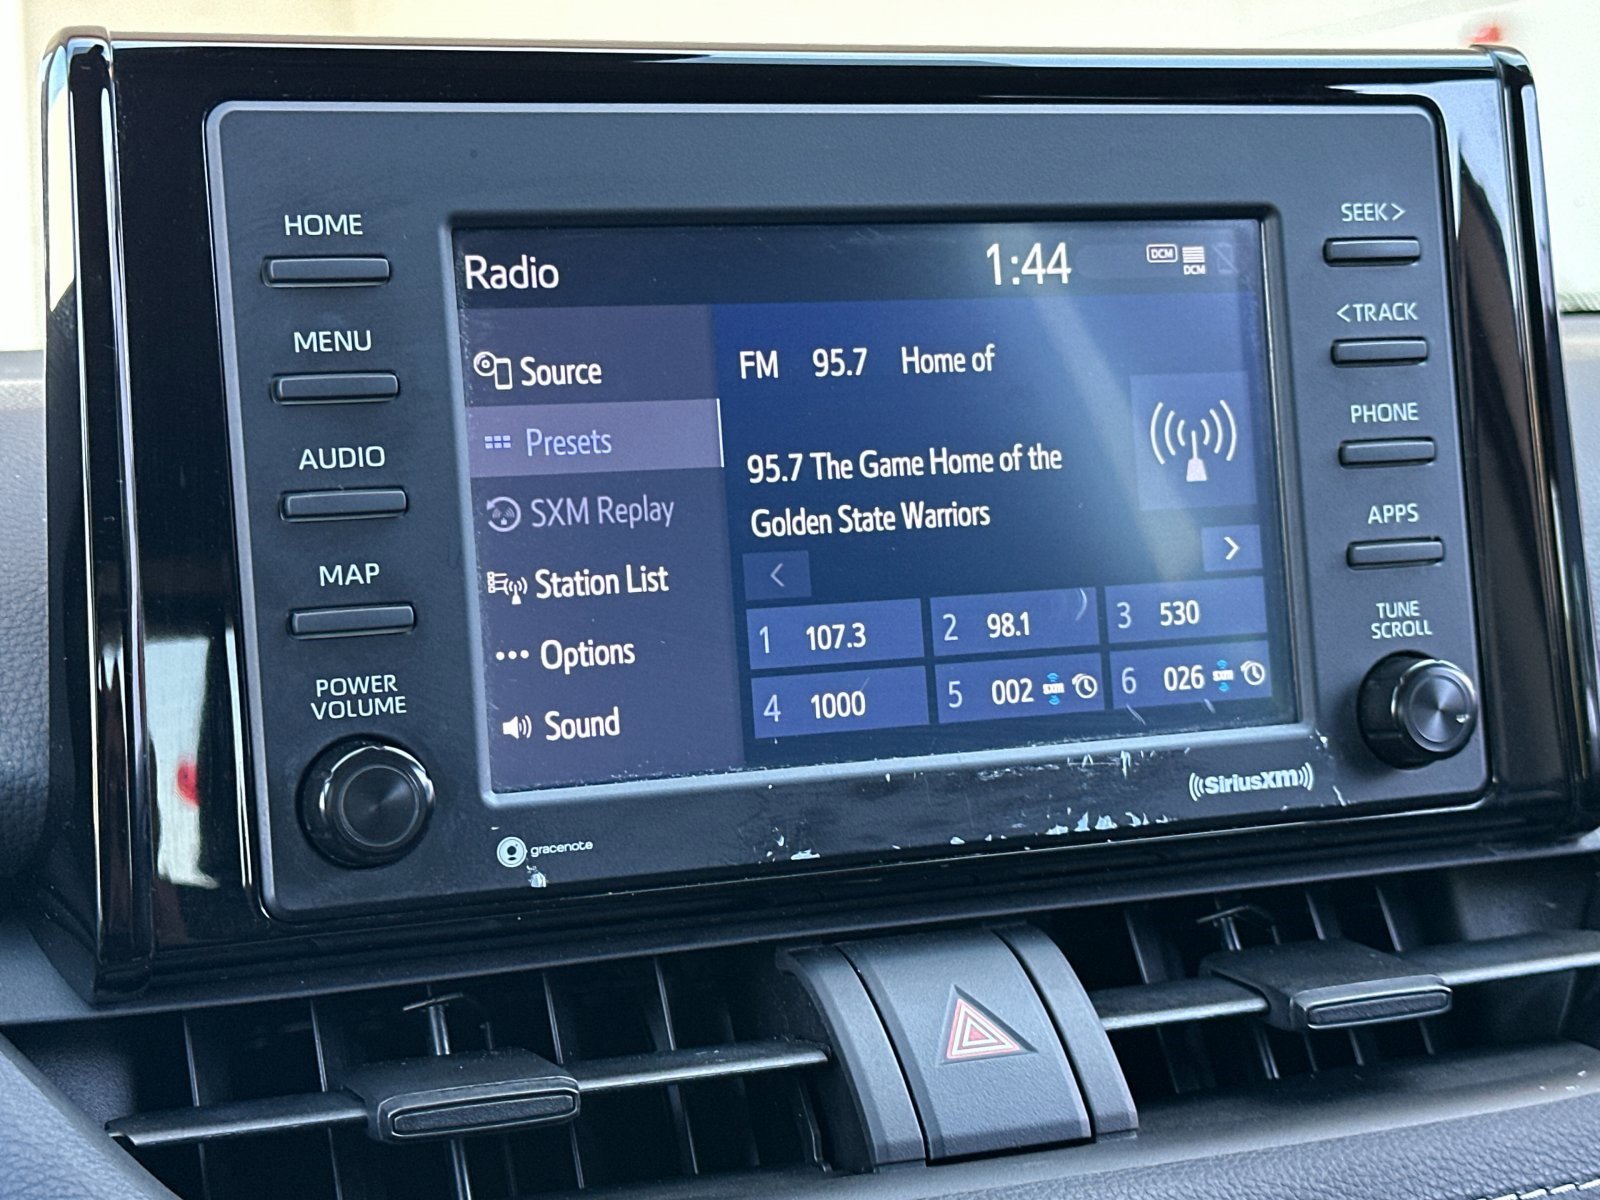 HOME
MENU
AUDIO
MAP
POWER
VOLUME
Radio
1:44
DCM
DCM
Source
Presets
SXM Replay
Station List
Options
Sound
FM 95.7 Home of
95.7 The Game Home of the
Golden State Warriors
<
>
1 107.3
2 98.1
3 530
4 1000
5 002 sxm
6 026 sxm
SEEK>
<TRACK
PHONE
APPS
TUNE
SCROLL
gracenote
SiriusXM